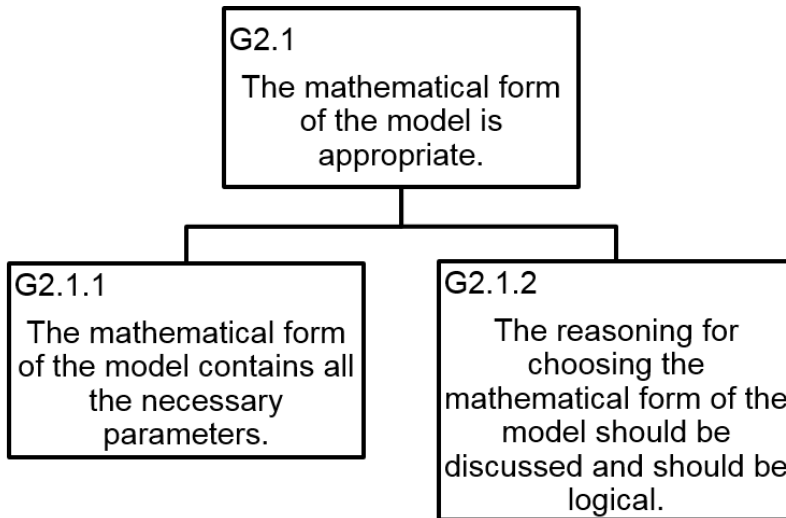 G2.1
The mathematical form
of the model is
appropriate.
G2.1.1
The mathematical form
of the model contains all
the necessary
parameters.
G2.1.2
The reasoning for
choosing the
mathematical form of the
model should be
discussed and should be
logical.